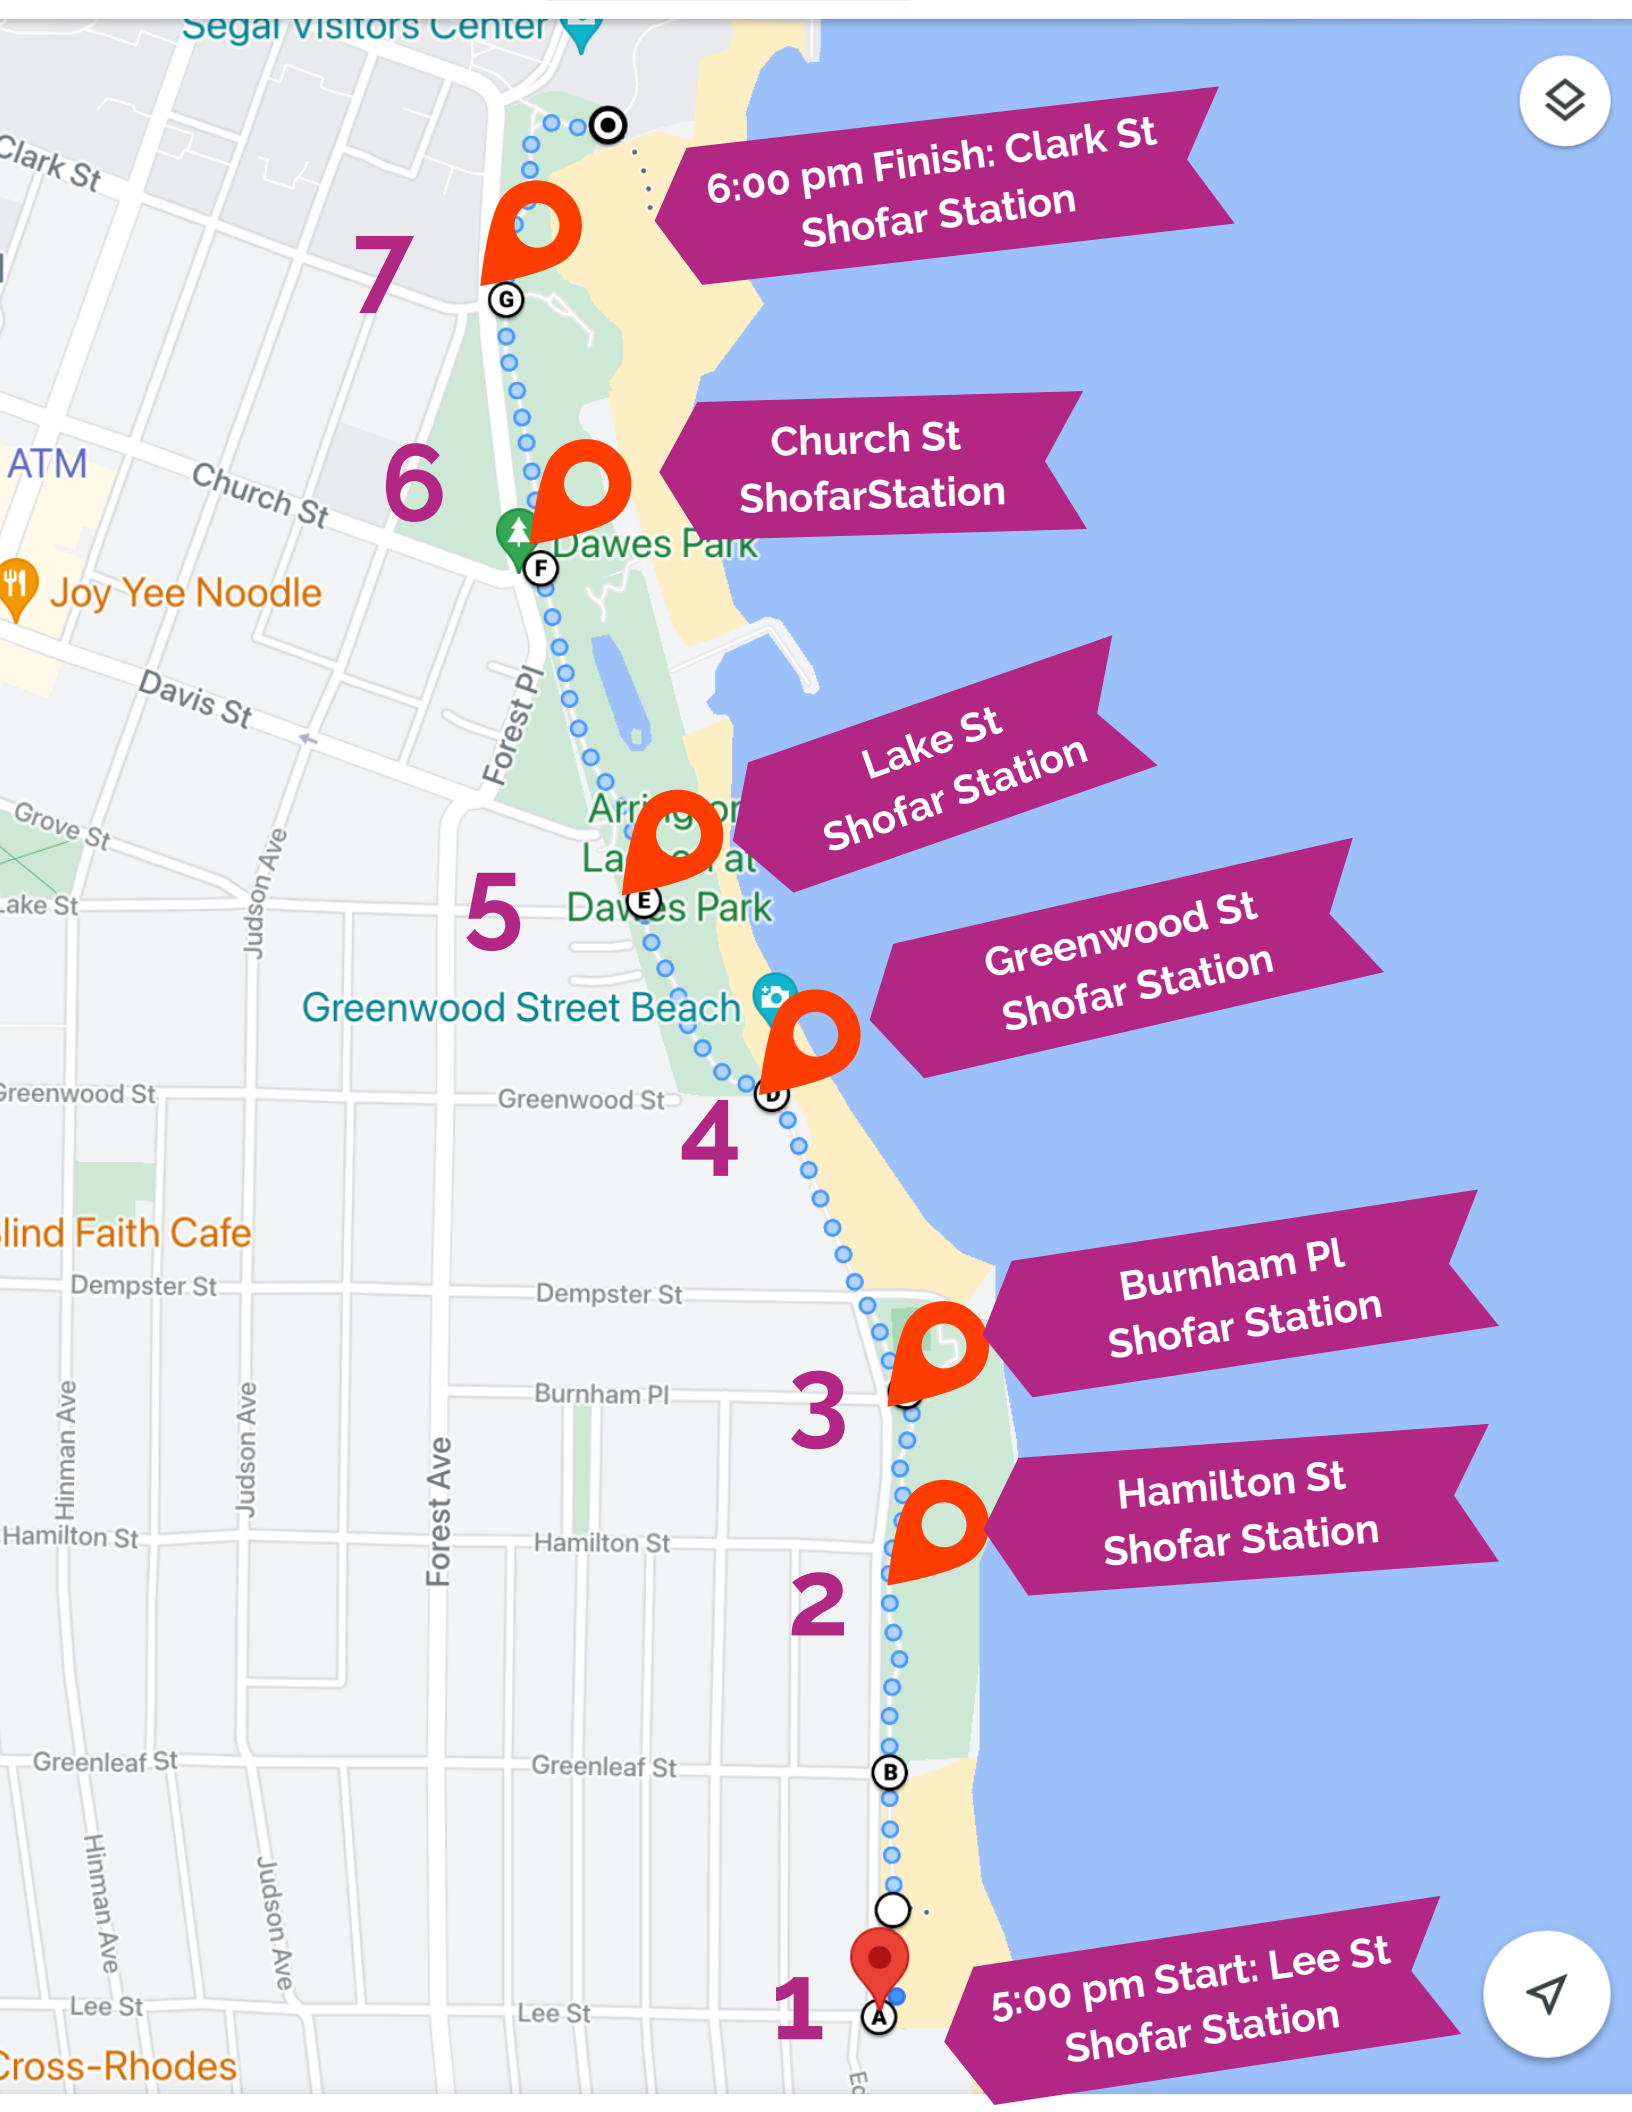 Segal Visitors Center
6:00 pm Finish: Clark St
Shofar Station
Clark St
7
G
Church St
ShofarStation
6
ATM
Church St
Dawes Park
F
Joy Yee Noodle
Davis St
Forest Pl
Lake St
Shofar Station
Grove St
Judson Ave
Lake St
5
E
Dawes Park
Greenwood St
Shofar Station
Greenwood Street Beach
Greenwood St
Greenwood St
D
4
lind Faith Cafe
Burnham Pl
Shofar Station
Dempster St
Dempster St
3
Burnham Pl
Hinman Ave
Judson Ave
Forest Ave
Hamilton St
Shofar Station
Hamilton St
Hamilton St
2
Greenleaf St
Greenleaf St
B
Hinman Ave
Judson Ave
5:00 pm Start: Lee St
Shofar Station
1
A
Lee St
Lee St
Cross-Rhodes